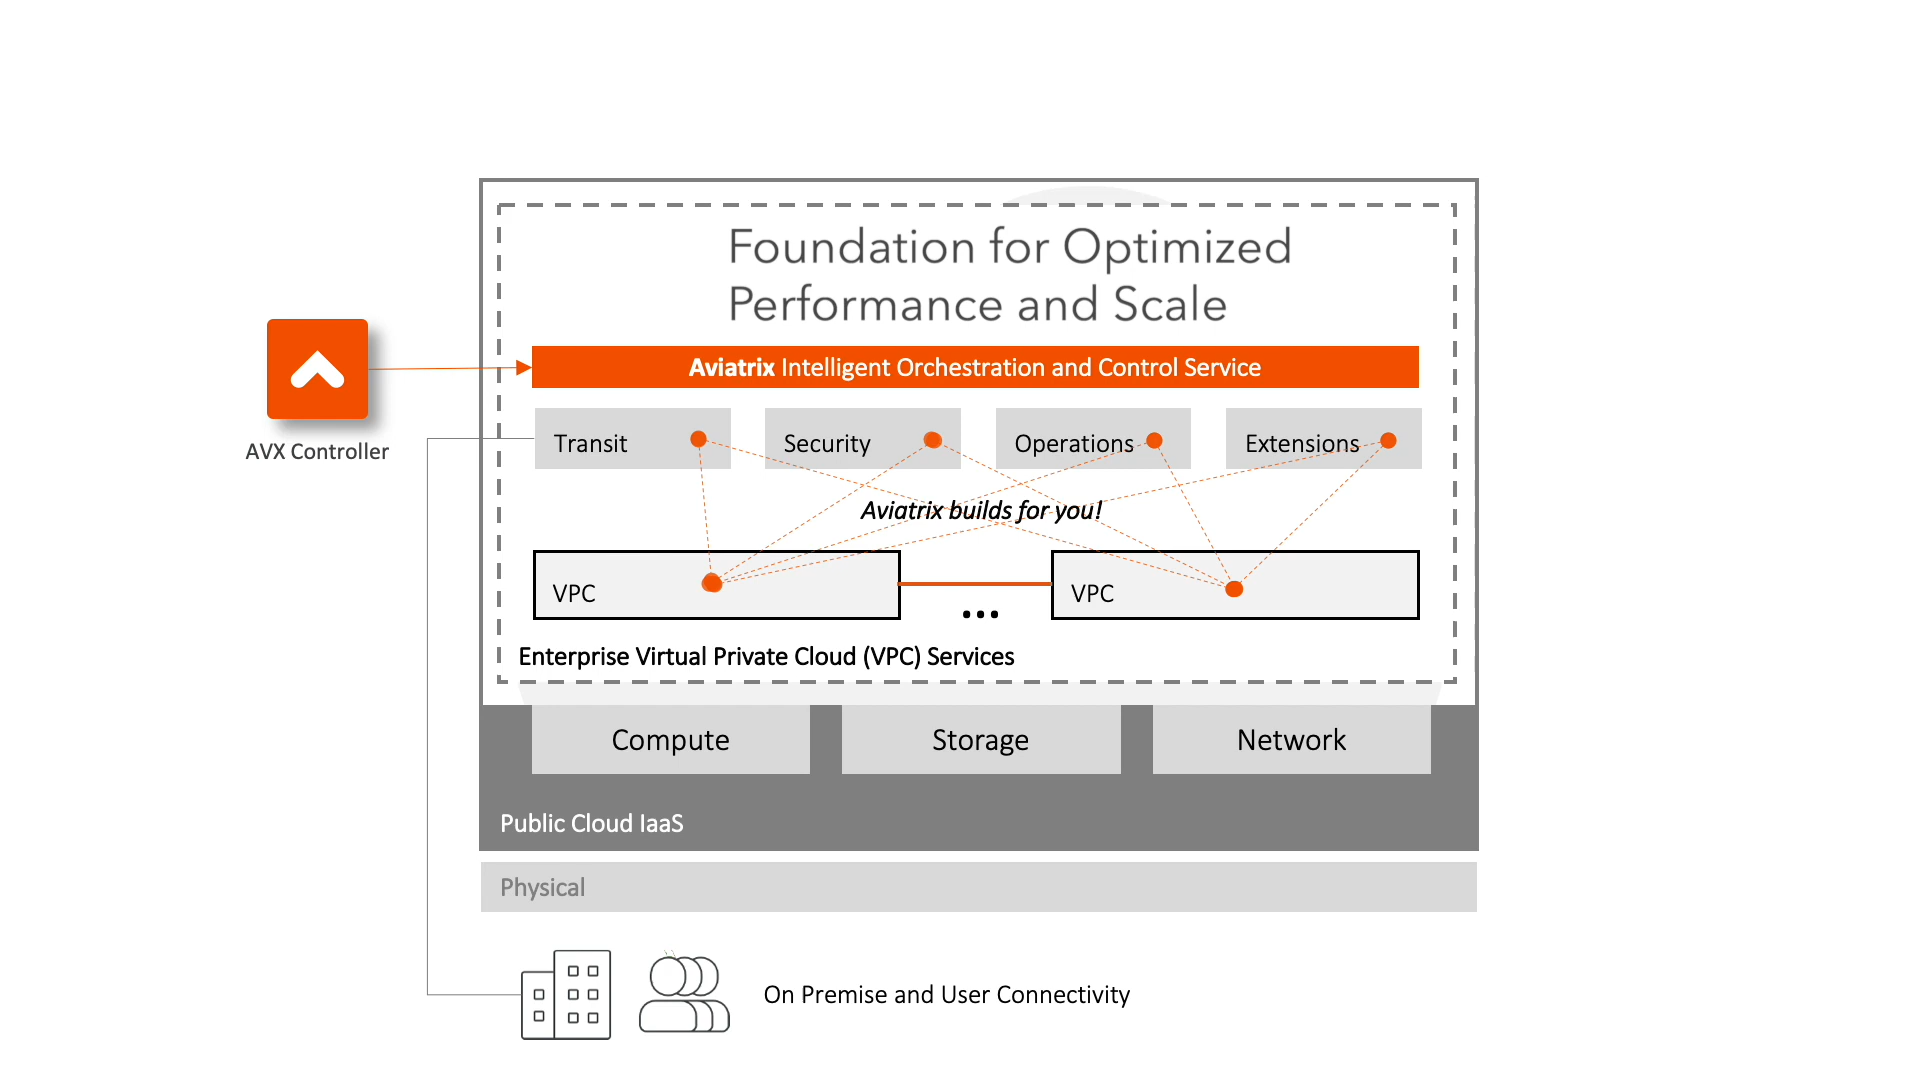 Foundation for Optimized
Performance and Scale
Aviatrix Intelligent Orchestration and Control Service
AVX Controller
Transit
Security
Operations
Extensions
Aviatrix builds for you!
VPC
...
VPC
Enterprise Virtual Private Cloud (VPC) Services
Compute
Storage
Network
Public Cloud IaaS
Physical
On Premise and User Connectivity